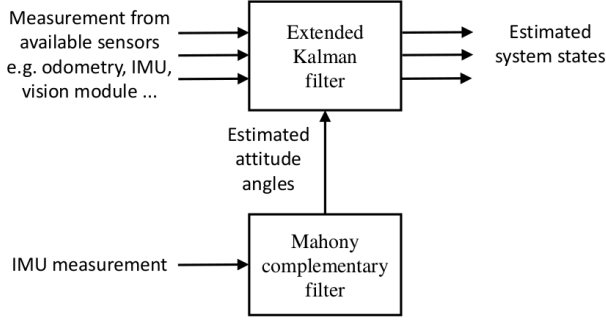 Measurement from
available sensors
e.g. odometry, IMU,
vision module ...
Extended
Kalman
filter
Estimated
system states
Estimated
attitude
angles
IMU measurement
Mahony
complementary
filter